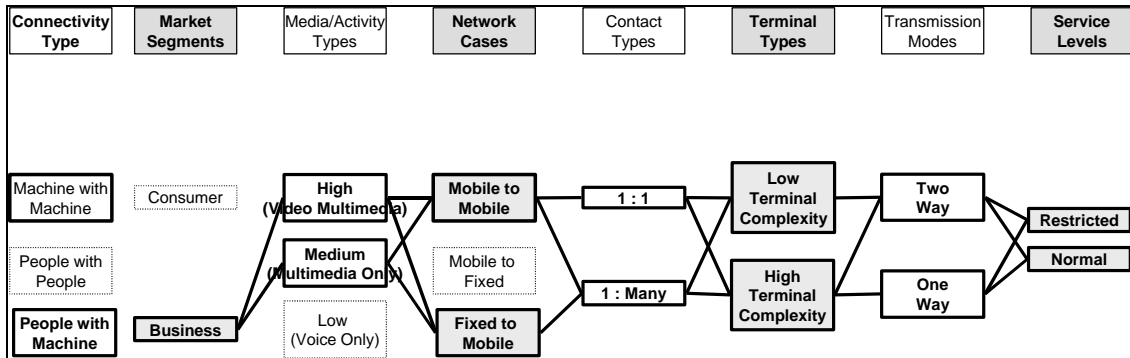 Connectivity
Type
Market
Segments
Media/Activity
Types
Network
Cases
Contact
Types
Terminal
Types
Transmission
Modes
Service
Levels
Machine with
Machine
Consumer
High
(Video Multimedia)
Mobile to
Mobile
1 : 1
Low
Terminal
Complexity
Two
Way
Restricted
People with
People
Medium
(Multimedia Only)
Mobile to
Fixed
Normal
People with
Machine
Business
Low
(Voice Only)
Fixed to
Mobile
1 : Many
High
Terminal
Complexity
One
Way